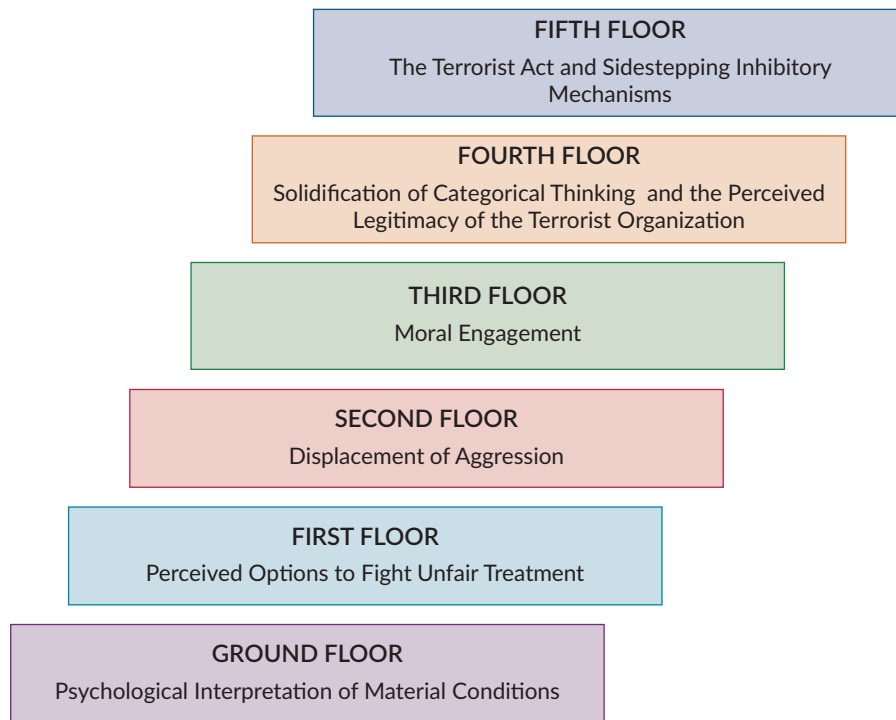 FIFTH FLOOR
The Terrorist Act and Sidestepping Inhibitory
Mechanisms
FOURTH FLOOR
Solidification of Categorical Thinking and the Perceived
Legitimacy of the Terrorist Organization
THIRD FLOOR
Moral Engagement
SECOND FLOOR
Displacement of Aggression
FIRST FLOOR
Perceived Options to Fight Unfair Treatment
GROUND FLOOR
Psychological Interpretation of Material Conditions